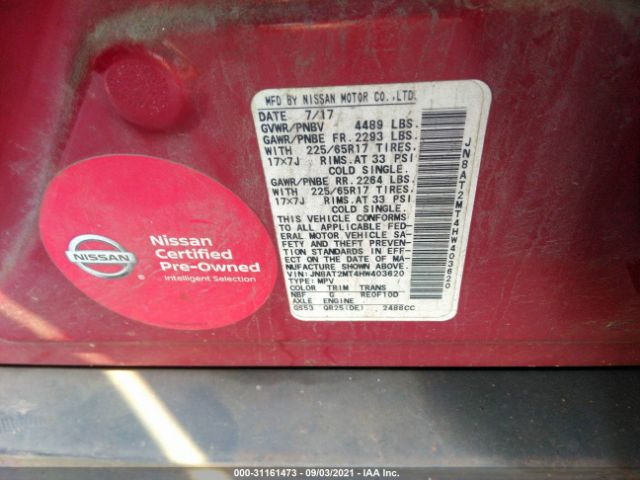 MFD BY NISSAN MOTOR CO.,LTD.
DATE 7/17
GVWR/PNBV 4489 LBS.
GAWR/PNBE FR. 2293 LBS.
WITH 225/65R17 TIRES,
17X7J RIMS.AT 33 PSI
COLD SINGLE.
GAWR/PNBE RR. 2264 LBS.
WITH 225/65R17 TIRES,
17X7J RIMS.AT 33 PSI
COLD SINGLE.
THIS VEHICLE CONFORMS
TO ALL APPLICABLE FED-
ERAL MOTOR VEHICLE SA-
FETY AND THEFT PREVEN-
TION STANDARDS IN EFF-
ECT ON THE DATE OF MA-
NUFACTURE SHOWN ABOVE.
VIN:JN8AT2MT4HW403620
TYPE: MPV
COLOR TRIM TRANS
NBF G RE0F10D
AXLE ENGINE
GS53 QR25(DE) 2488CC
JN8AT2MT4HW403620
NISSAN
Nissan
Certified
Pre-Owned
Intelligent Selection
000-31161473 - 09/03/2021 - IAA Inc.